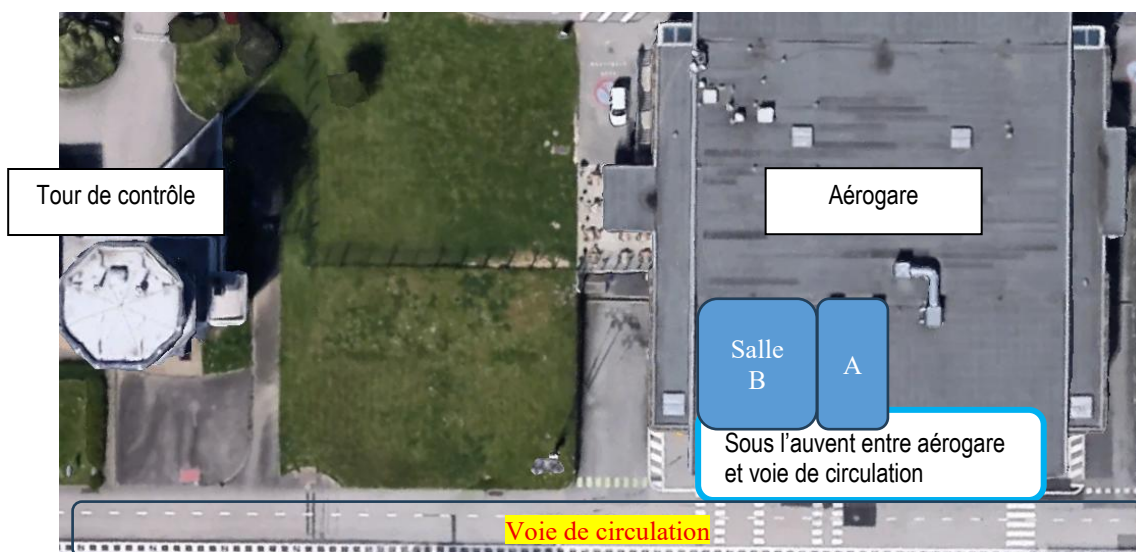 Tour de contrôle
Aérogare
Salle
B
A
Sous l'auvent entre aérogare
et voie de circulation
Voie de circulation